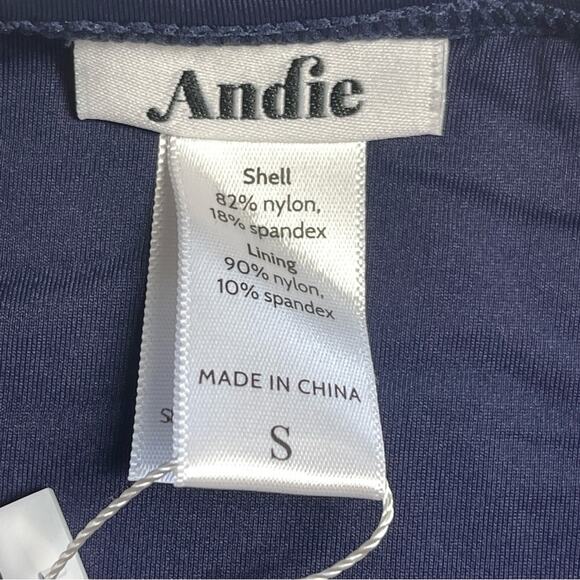 Andie
Shell
82% nylon,
18% spandex
Lining
90% nylon,
10% spandex
MADE IN CHINA
S